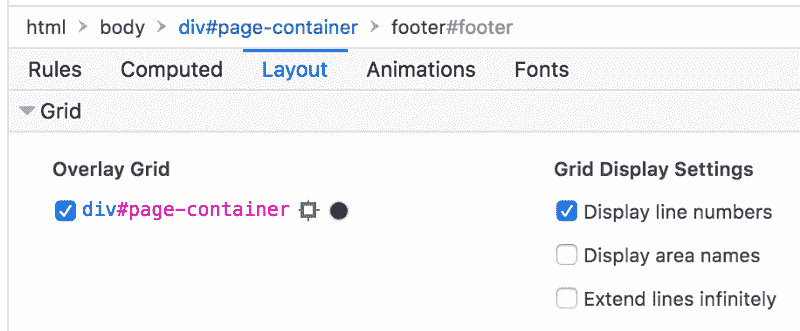 html body div#page-container footer#footer
Rules Computed Layout Animations Fonts
Grid
Overlay Grid Grid Display Settings
div#page-container Display line numbers
Display area names
Extend lines infinitely